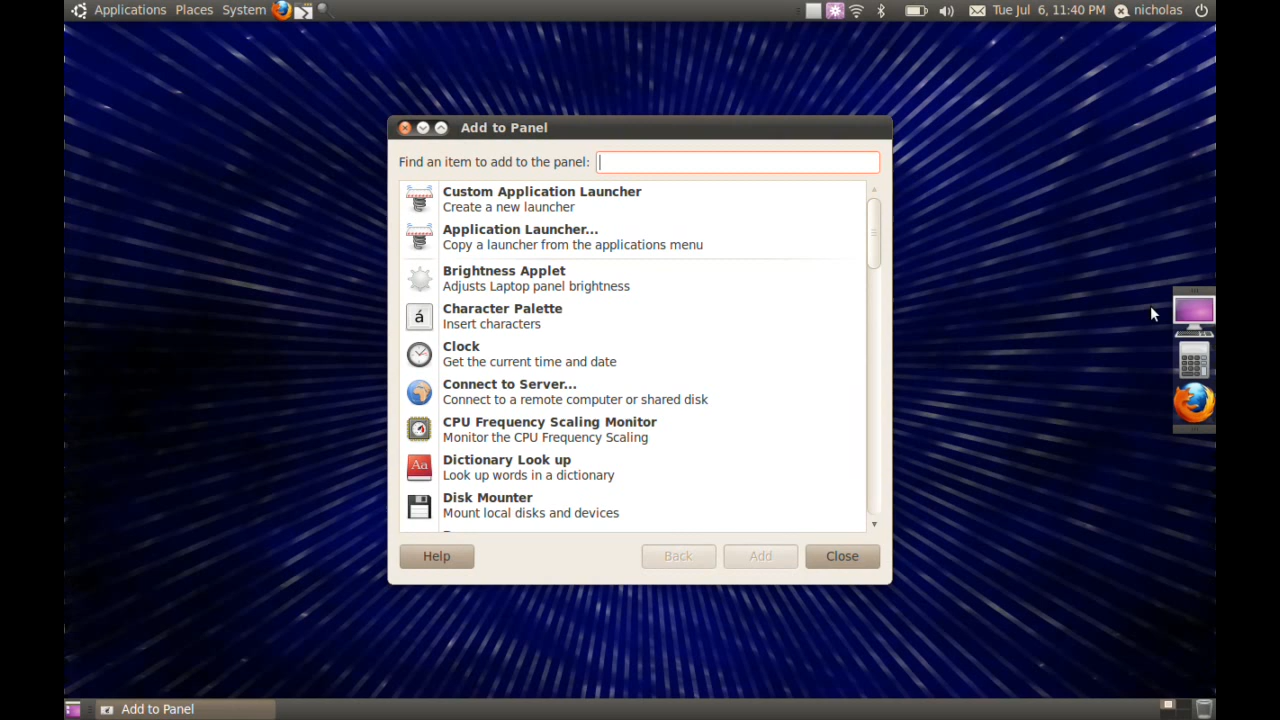 Applications Places System
Tue Jul 6, 11:40 PM nicholas
Add to Panel
Find an item to add to the panel:
Custom Application Launcher
Create a new launcher
Application Launcher...
Copy a launcher from the applications menu
Brightness Applet
Adjusts Laptop panel brightness
á
Character Palette
Insert characters
Clock
Get the current time and date
Connect to Server...
Connect to a remote computer or shared disk
CPU Frequency Scaling Monitor
Monitor the CPU Frequency Scaling
Aa
Dictionary Look up
Look up words in a dictionary
Disk Mounter
Mount local disks and devices
Help Back Add Close
Add to Panel